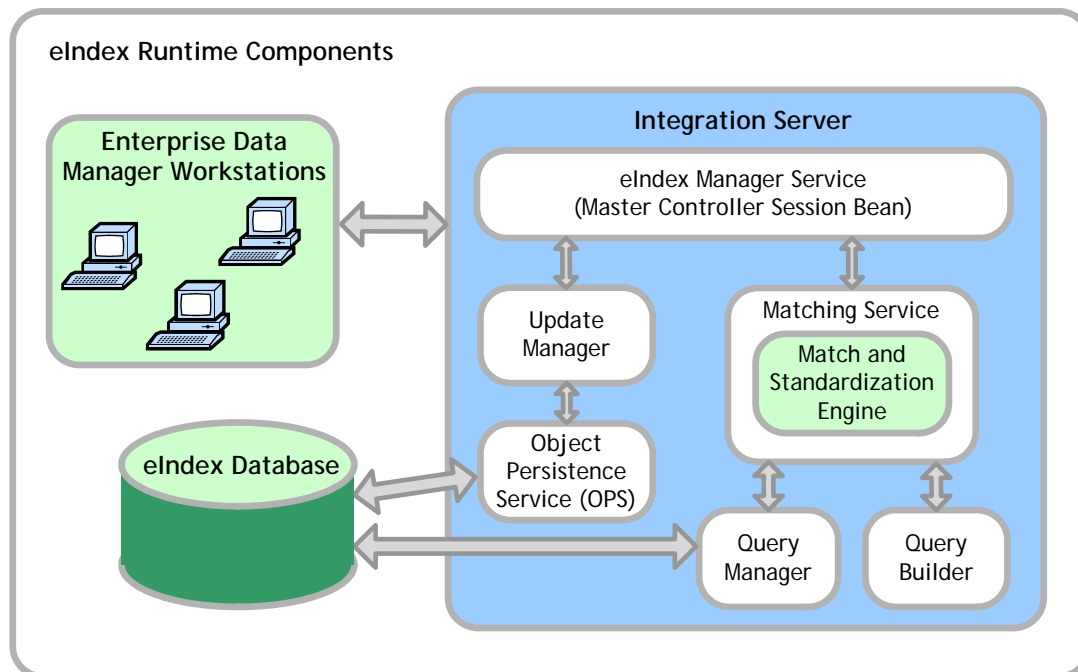 eIndex Runtime Components
Enterprise Data
Manager Workstations
Integration Server
eIndex Manager Service
(Master Controller Session Bean)
Update
Manager
Matching Service
Match and
Standardization
Engine
Object
Persistence
Service (OPS)
eIndex Database
Query
Manager
Query
Builder